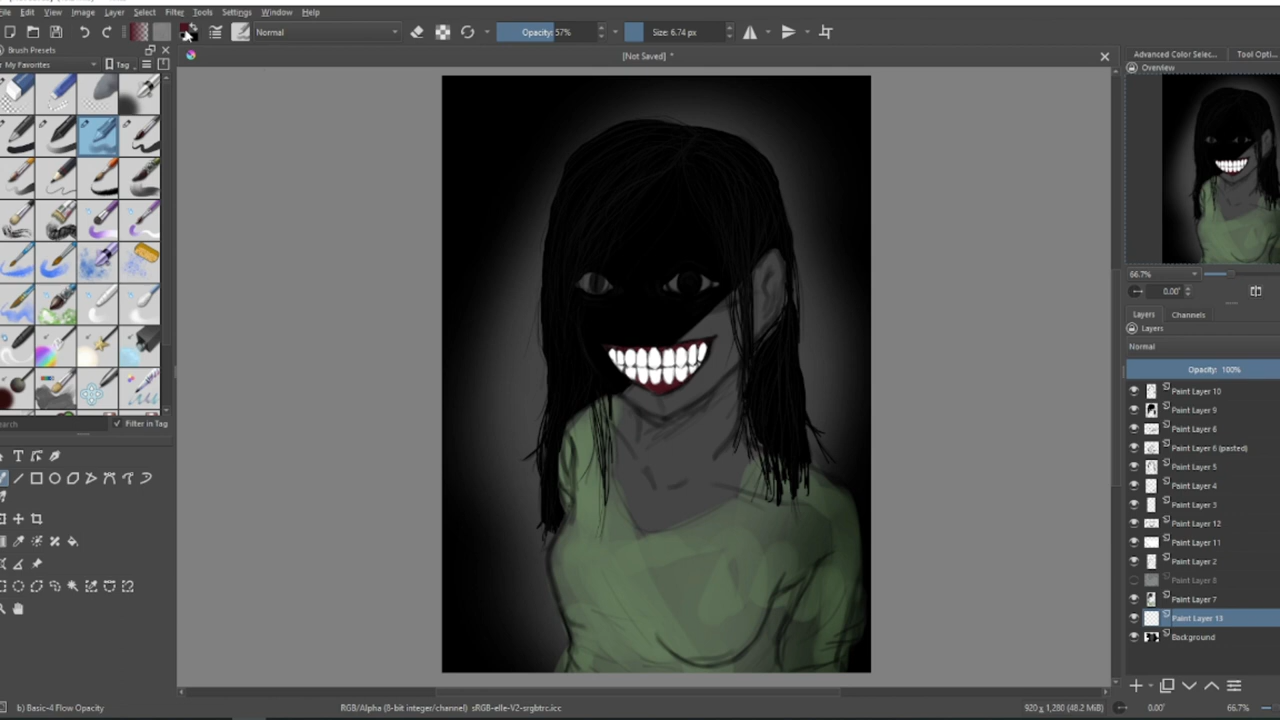 Edit View Image Layer Select Filter Tools Settings Window Help
Normal
Opacity: 57%
Size: 6.74 px
Brush Presets
My Favorites
Tag
[Not Saved] *
Advanced Color Selec...
Tool Opti...
Overview
66.7%
0.00°
Layers
Channels
Layers
Normal
Opacity: 100%
Paint Layer 10
Paint Layer 9
Paint Layer 6
Paint Layer 6 (pasted)
Paint Layer 5
Paint Layer 4
Paint Layer 3
Paint Layer 12
Paint Layer 11
Paint Layer 2
Paint Layer 8
Paint Layer 7
Paint Layer 13
Background
Filter in Tag
b) Basic-4 Flow Opacity
RGB/Alpha (8-bit integer/channel) sRGB-elle-V2-srgbtrc.icc
920 x 1,280 (48.2 MiB)
0.00°
66.7%